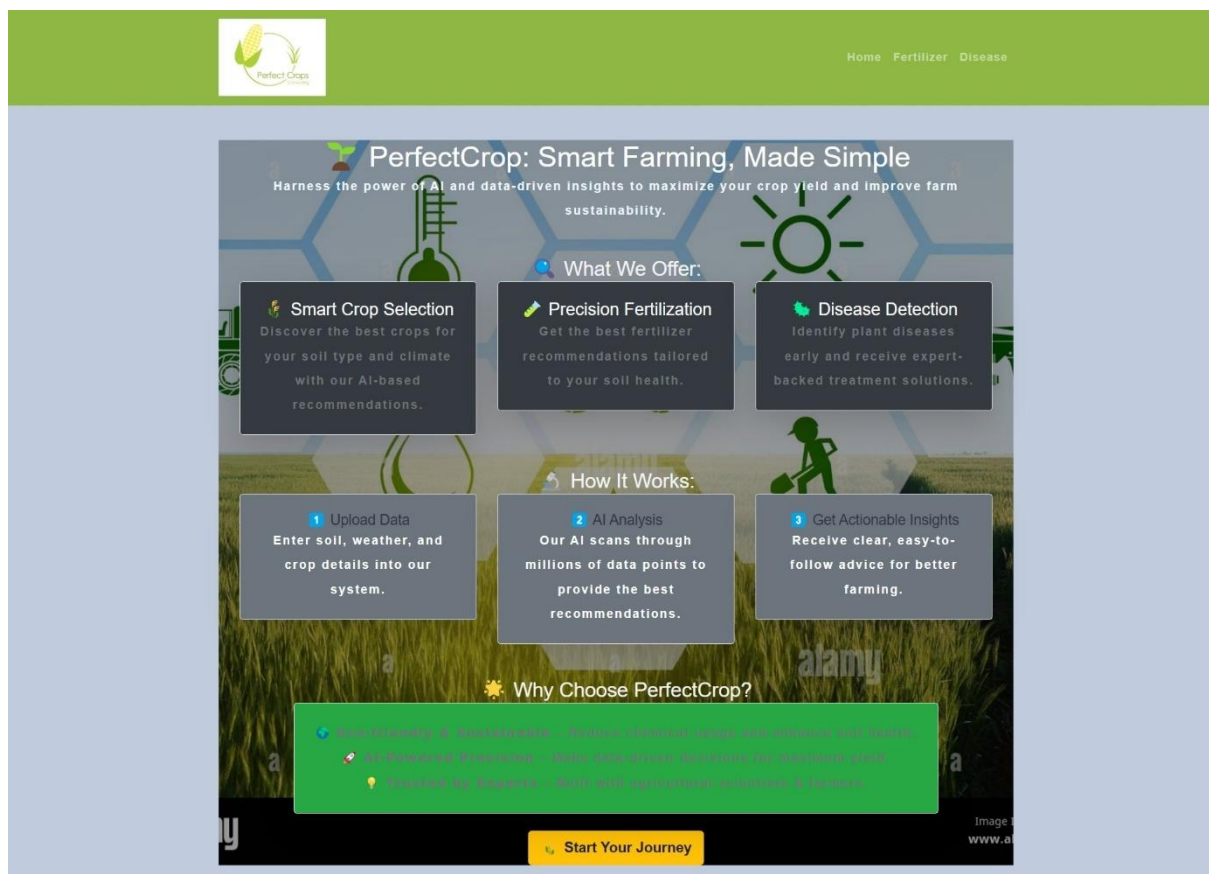 Perfect Crops
Home Fertilizer Disease
PerfectCrop: Smart Farming, Made Simple
Harness the power of AI and data-driven insights to maximize your crop yield and improve farm
sustainability.
What We Offer:
Smart Crop Selection
Discover the best crops for
your soil type and climate
with our AI-based
recommendations.
Precision Fertilization
Get the best fertilizer
recommendations tailored
to your soil health.
Disease Detection
Identify plant diseases
early and receive expert-
backed treatment solutions.
alamy
How It Works:
1 Upload Data
Enter soil, weather, and
crop details into our
system.
2 AI Analysis
Our AI scans through
millions of data points to
provide the best
recommendations.
3 Get Actionable Insights
Receive clear, easy-to-
follow advice for better
farming.
a
a
alamy
Why Choose PerfectCrop?
Eco-Friendly & Sustainable – Reduce chemical usage and enhance soil health.
AI-Powered Precision – Make data-driven decisions for maximum yield.
Trusted by Experts – Built with agricultural scientists & farmers.
a
a
my
Image
www.a
Start Your Journey